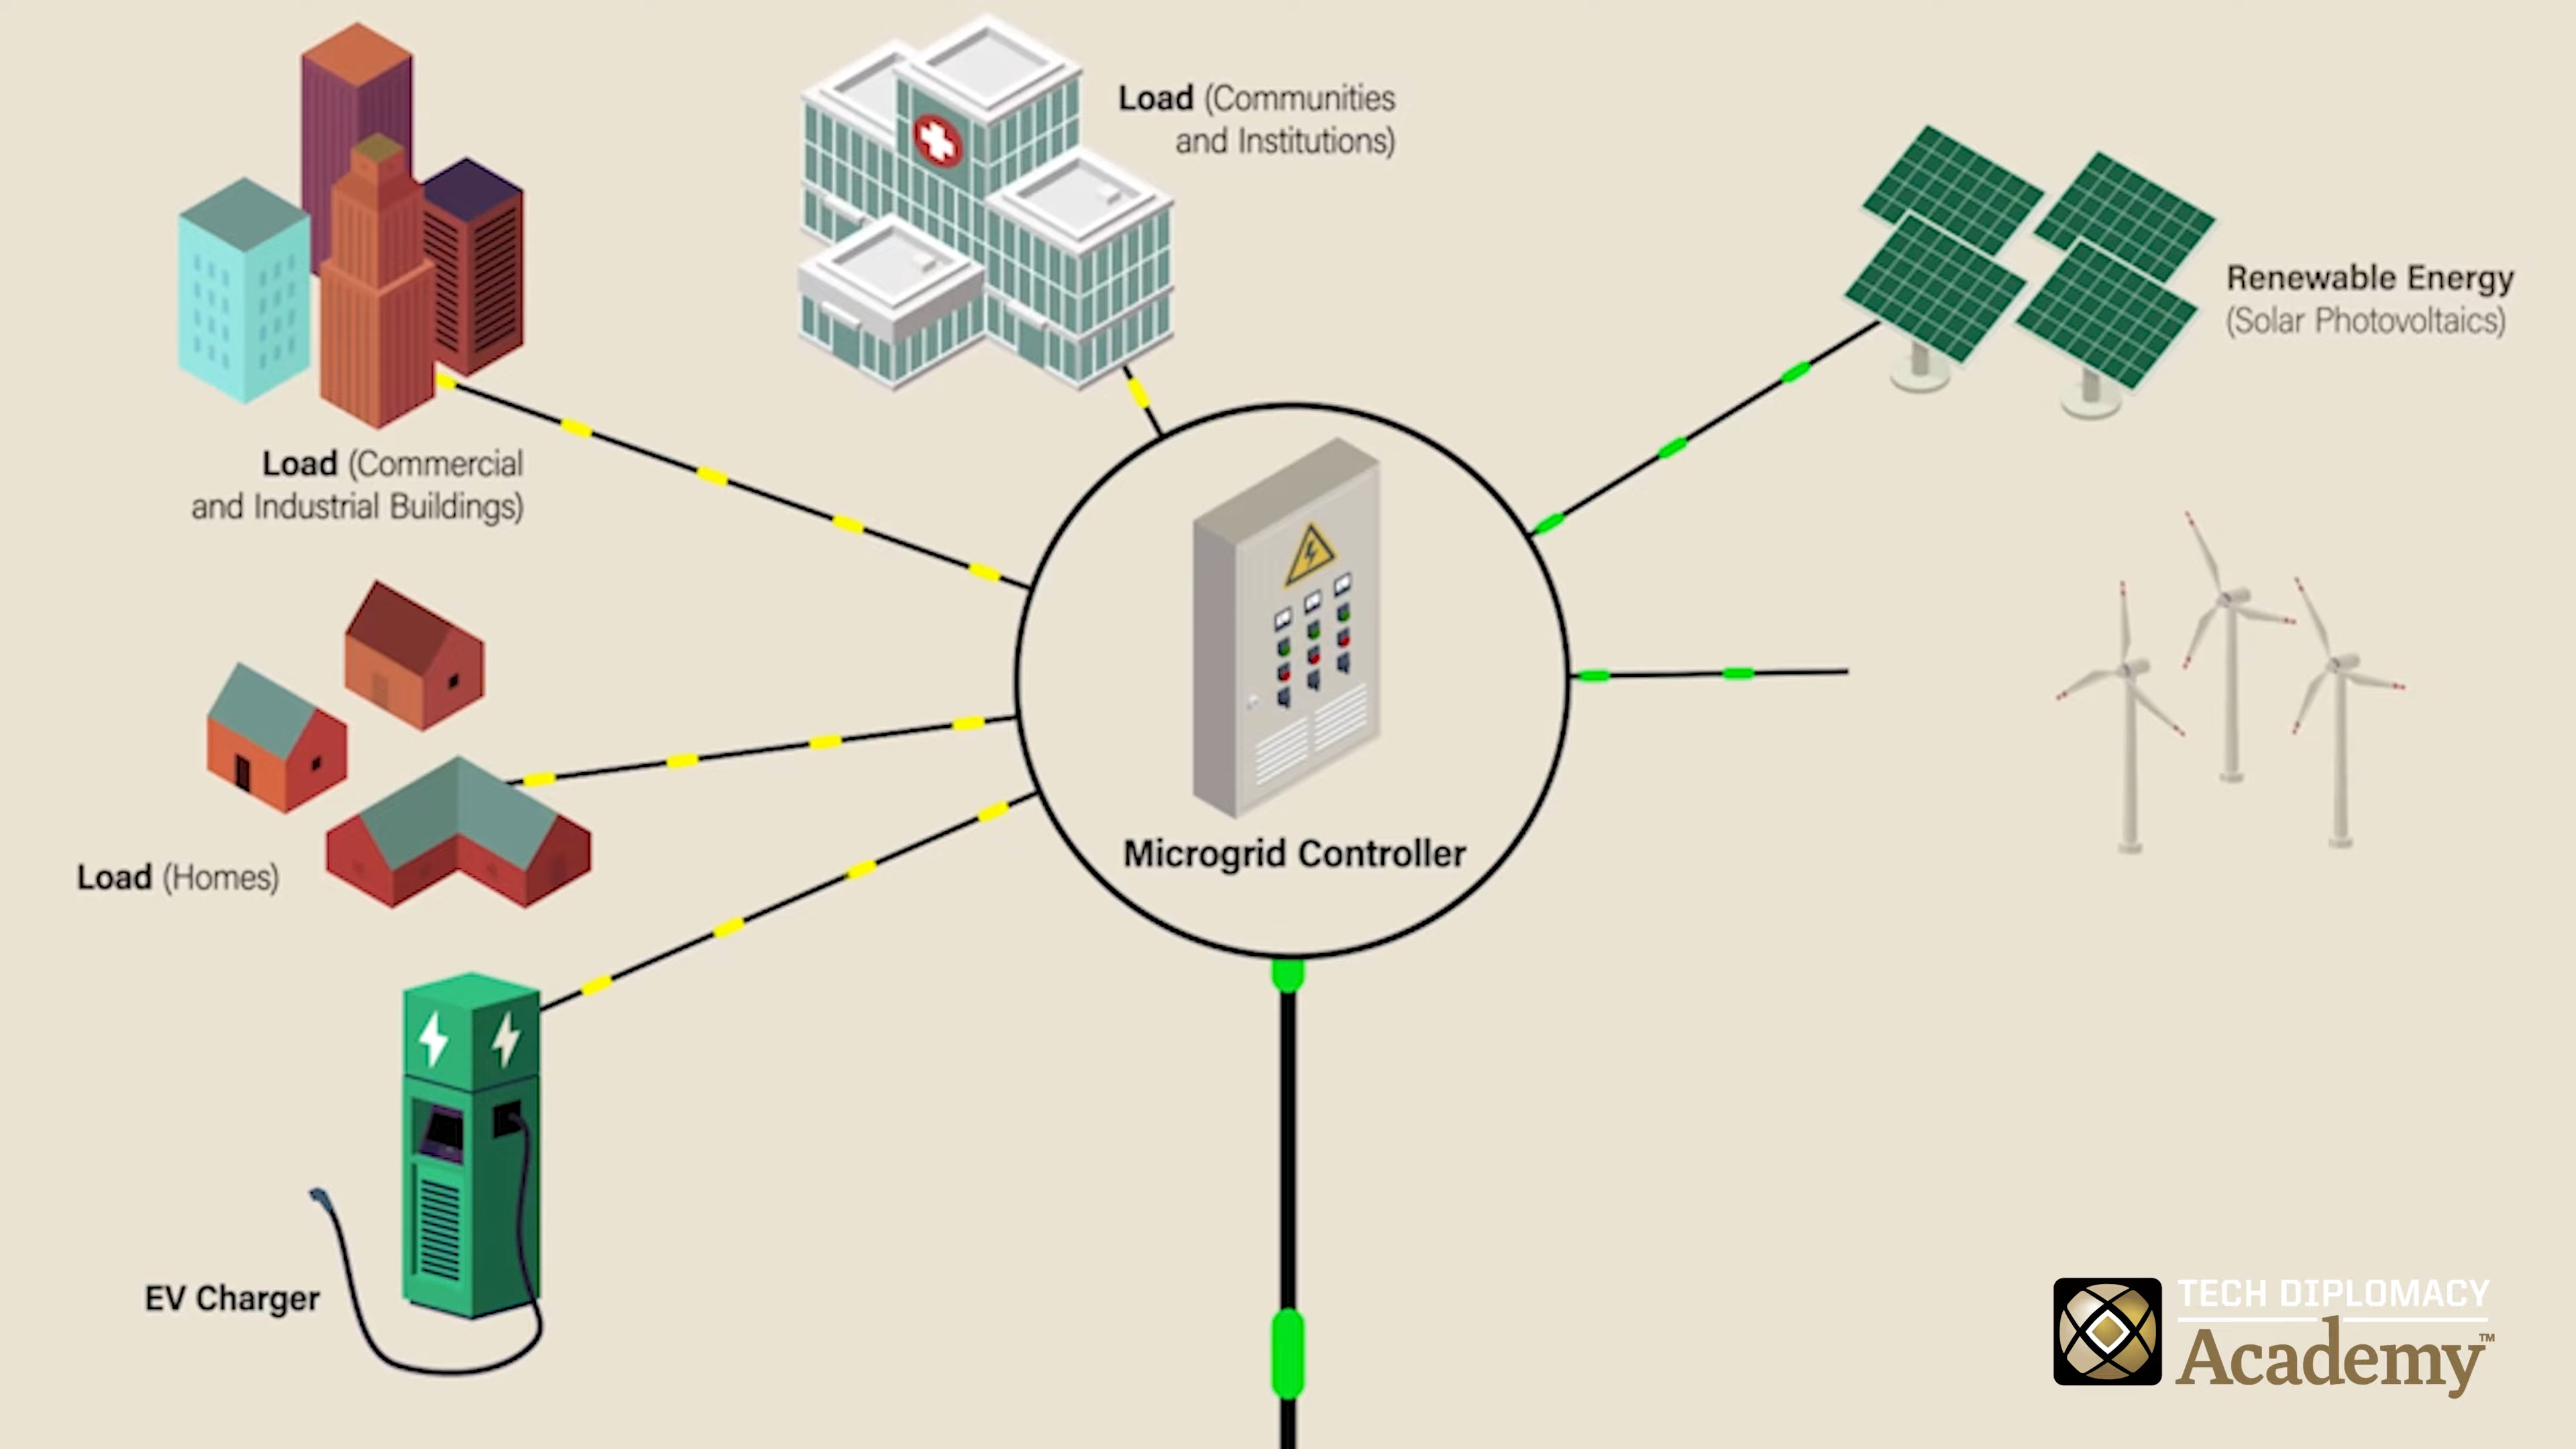 Load (Communities
and Institutions)
Renewable Energy
(Solar Photovoltaics)
Load (Commercial
and Industrial Buildings)
Microgrid Controller
Load (Homes)
EV Charger
TECH DIPLOMACY
Academy™